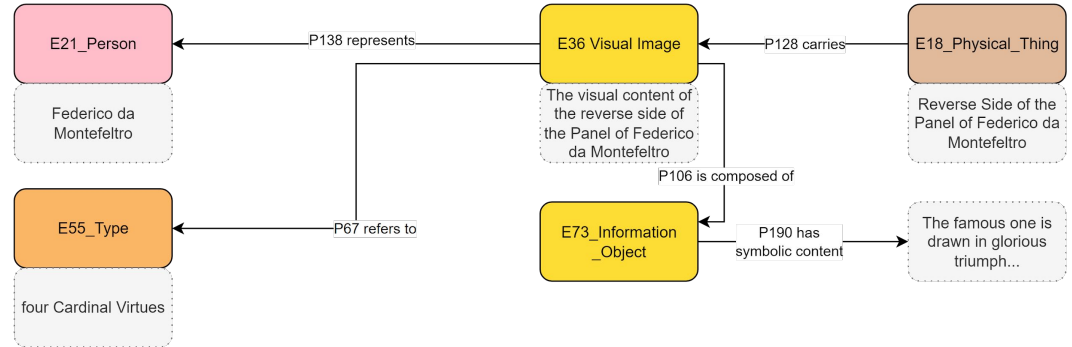 E21_Person
P138 represents
E36 Visual Image
P128 carries
E18_Physical_Thing
Federico da
Montefeltro
The visual content of
the reverse side of
the Panel of Federico
da Montefeltro
Reverse Side of the
Panel of Federico da
Montefeltro
P106 is composed of
E55_Type
P67 refers to
E73_Information
_Object
P190 has
symbolic content
The famous one is
drawn in glorious
triumph...
four Cardinal Virtues